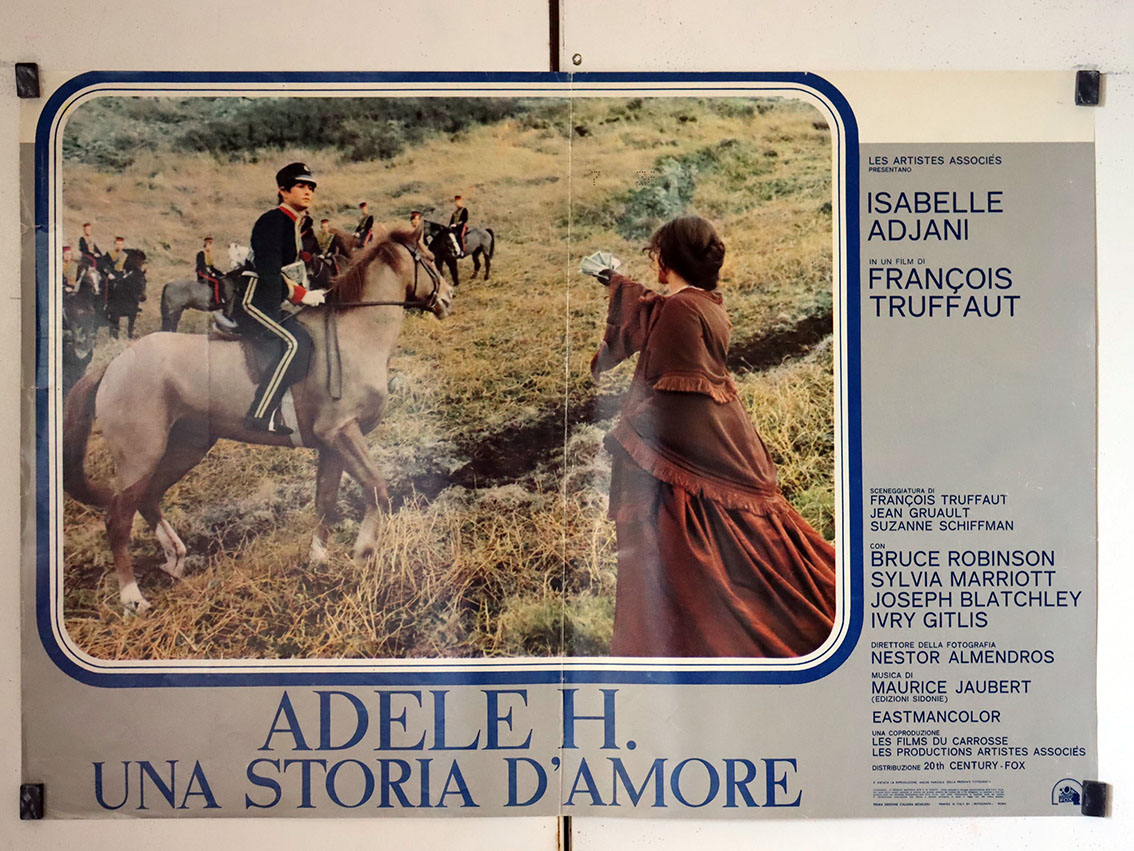 LES ARTISTES ASSOCIÉS
PRESENTANO
ISABELLE
ADJANI
IN UN FILM DI
FRANÇOIS
TRUFFAUT
SCENEGGIATURA DI
FRANÇOIS TRUFFAUT
JEAN GRUAULT
SUZANNE SCHIFFMAN
CON
BRUCE ROBINSON
SYLVIA MARRIOTT
JOSEPH BLATCHLEY
IVRY GITLIS
DIRETTORE DELLA FOTOGRAFIA
NESTOR ALMENDROS
MUSICA DI
MAURICE JAUBERT
(EDIZIONI SIDONIE)
EASTMANCOLOR
UNA COPRODUZIONE
LES FILMS DU CARROSSE
LES PRODUCTIONS ARTISTES ASSOCIÉS
DISTRIBUZIONE 20th CENTURY-FOX
ADELE H.
UNA STORIA D'AMORE